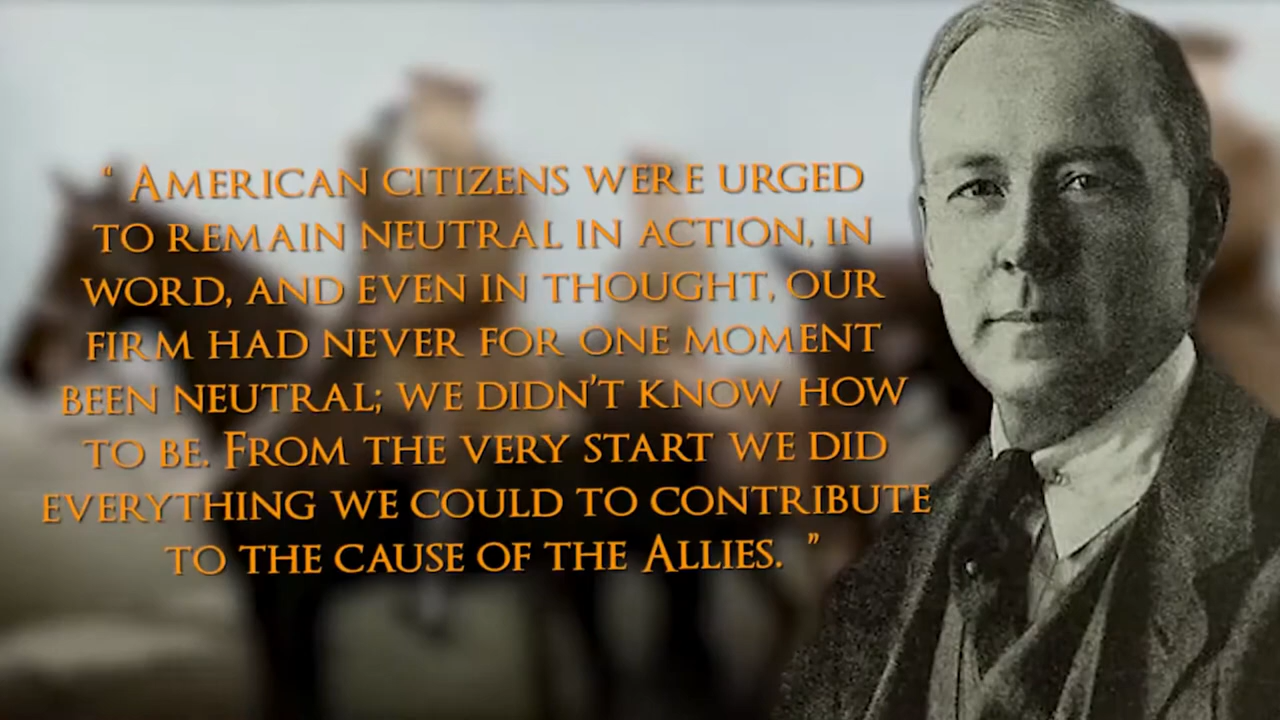 “ American citizens were urged
to remain neutral in action, in
word, and even in thought, our
firm had never for one moment
been neutral; we didn't know how
to be. From the very start we did
everything we could to contribute
to the cause of the Allies. ”